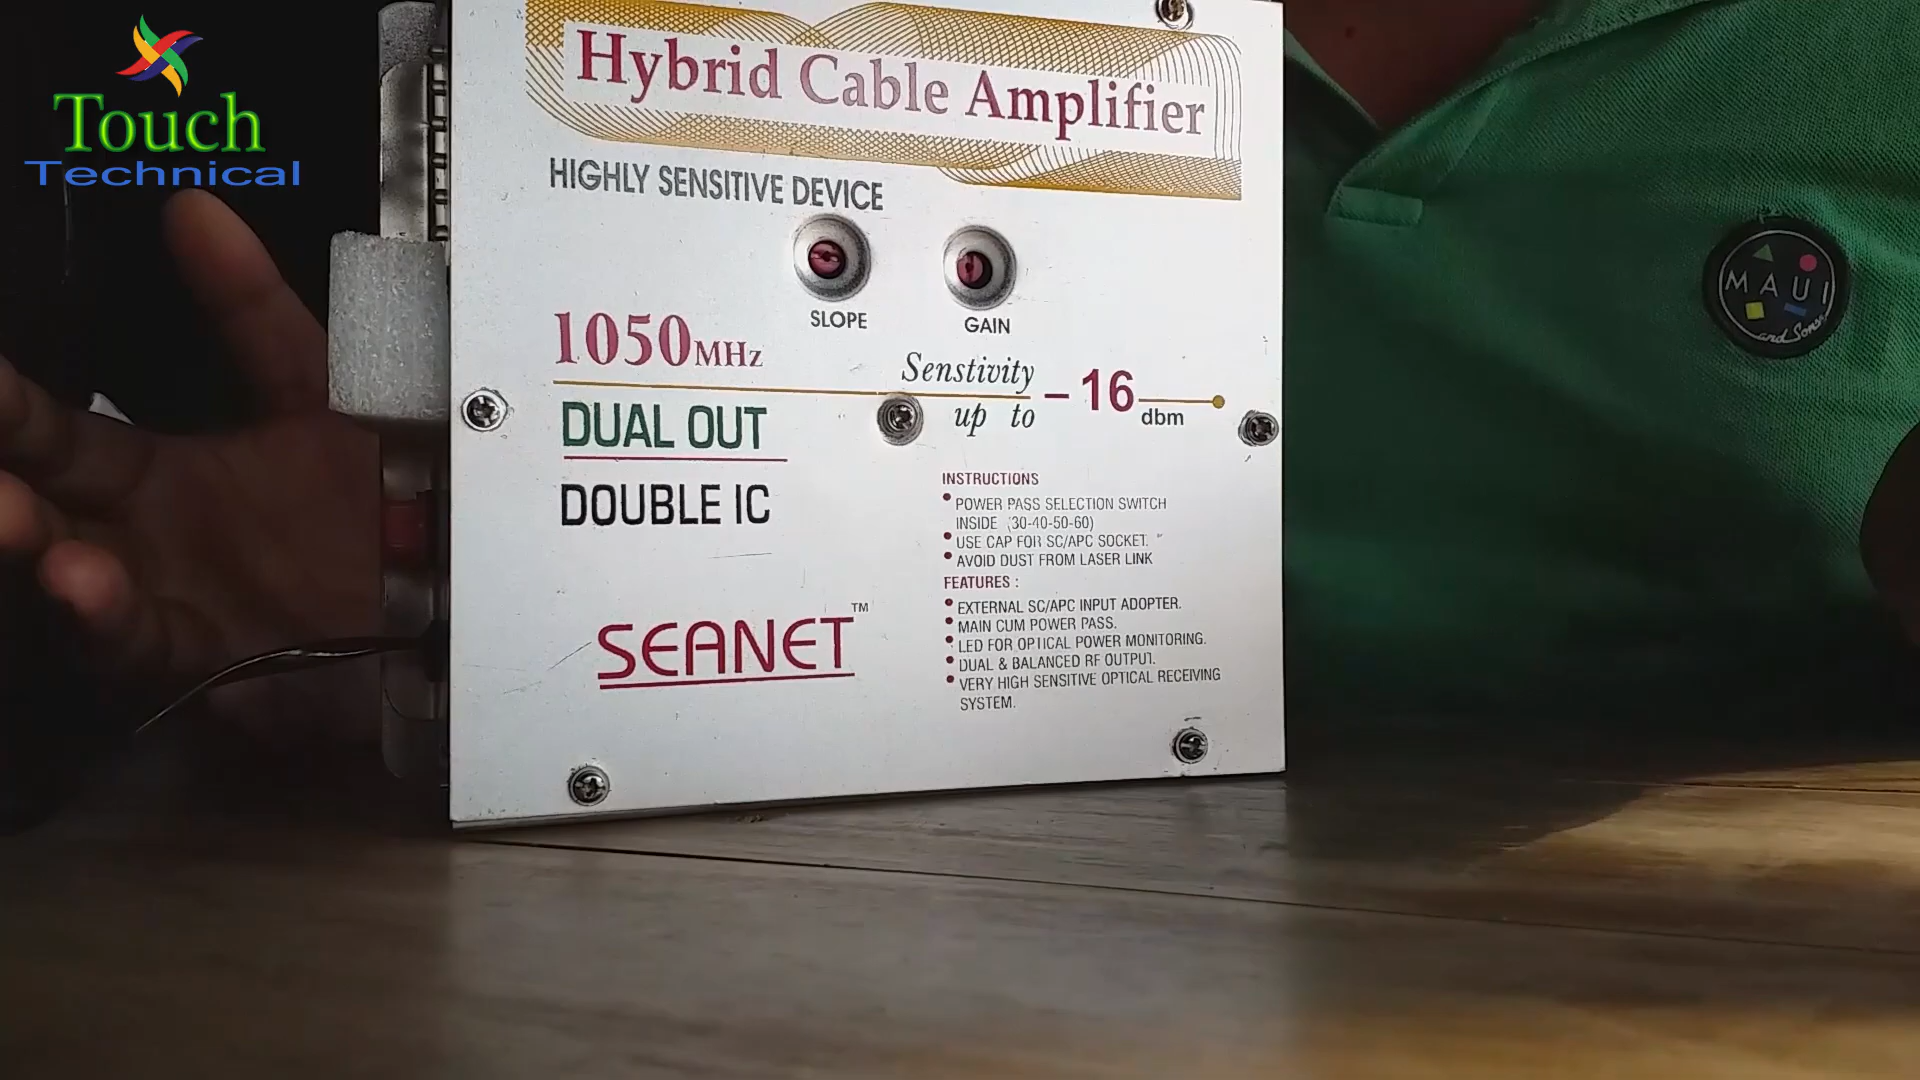 Touch
Technical
Hybrid Cable Amplifier
HIGHLY SENSITIVE DEVICE
SLOPE
GAIN
1050MHz
Senstivity
up to
-16
dbm
DUAL OUT
DOUBLE IC
SEANET™
INSTRUCTIONS
• POWER PASS SELECTION SWITCH
INSIDE (30-40-50-60)
• USE CAP FOR SC/APC SOCKET.
• AVOID DUST FROM LASER LINK
FEATURES :
• EXTERNAL SC/APC INPUT ADOPTER.
• MAIN CUM POWER PASS.
• LED FOR OPTICAL POWER MONITORING.
• DUAL & BALANCED RF OUTPUT.
• VERY HIGH SENSITIVE OPTICAL RECEIVING
SYSTEM.
MAUI
and Sons